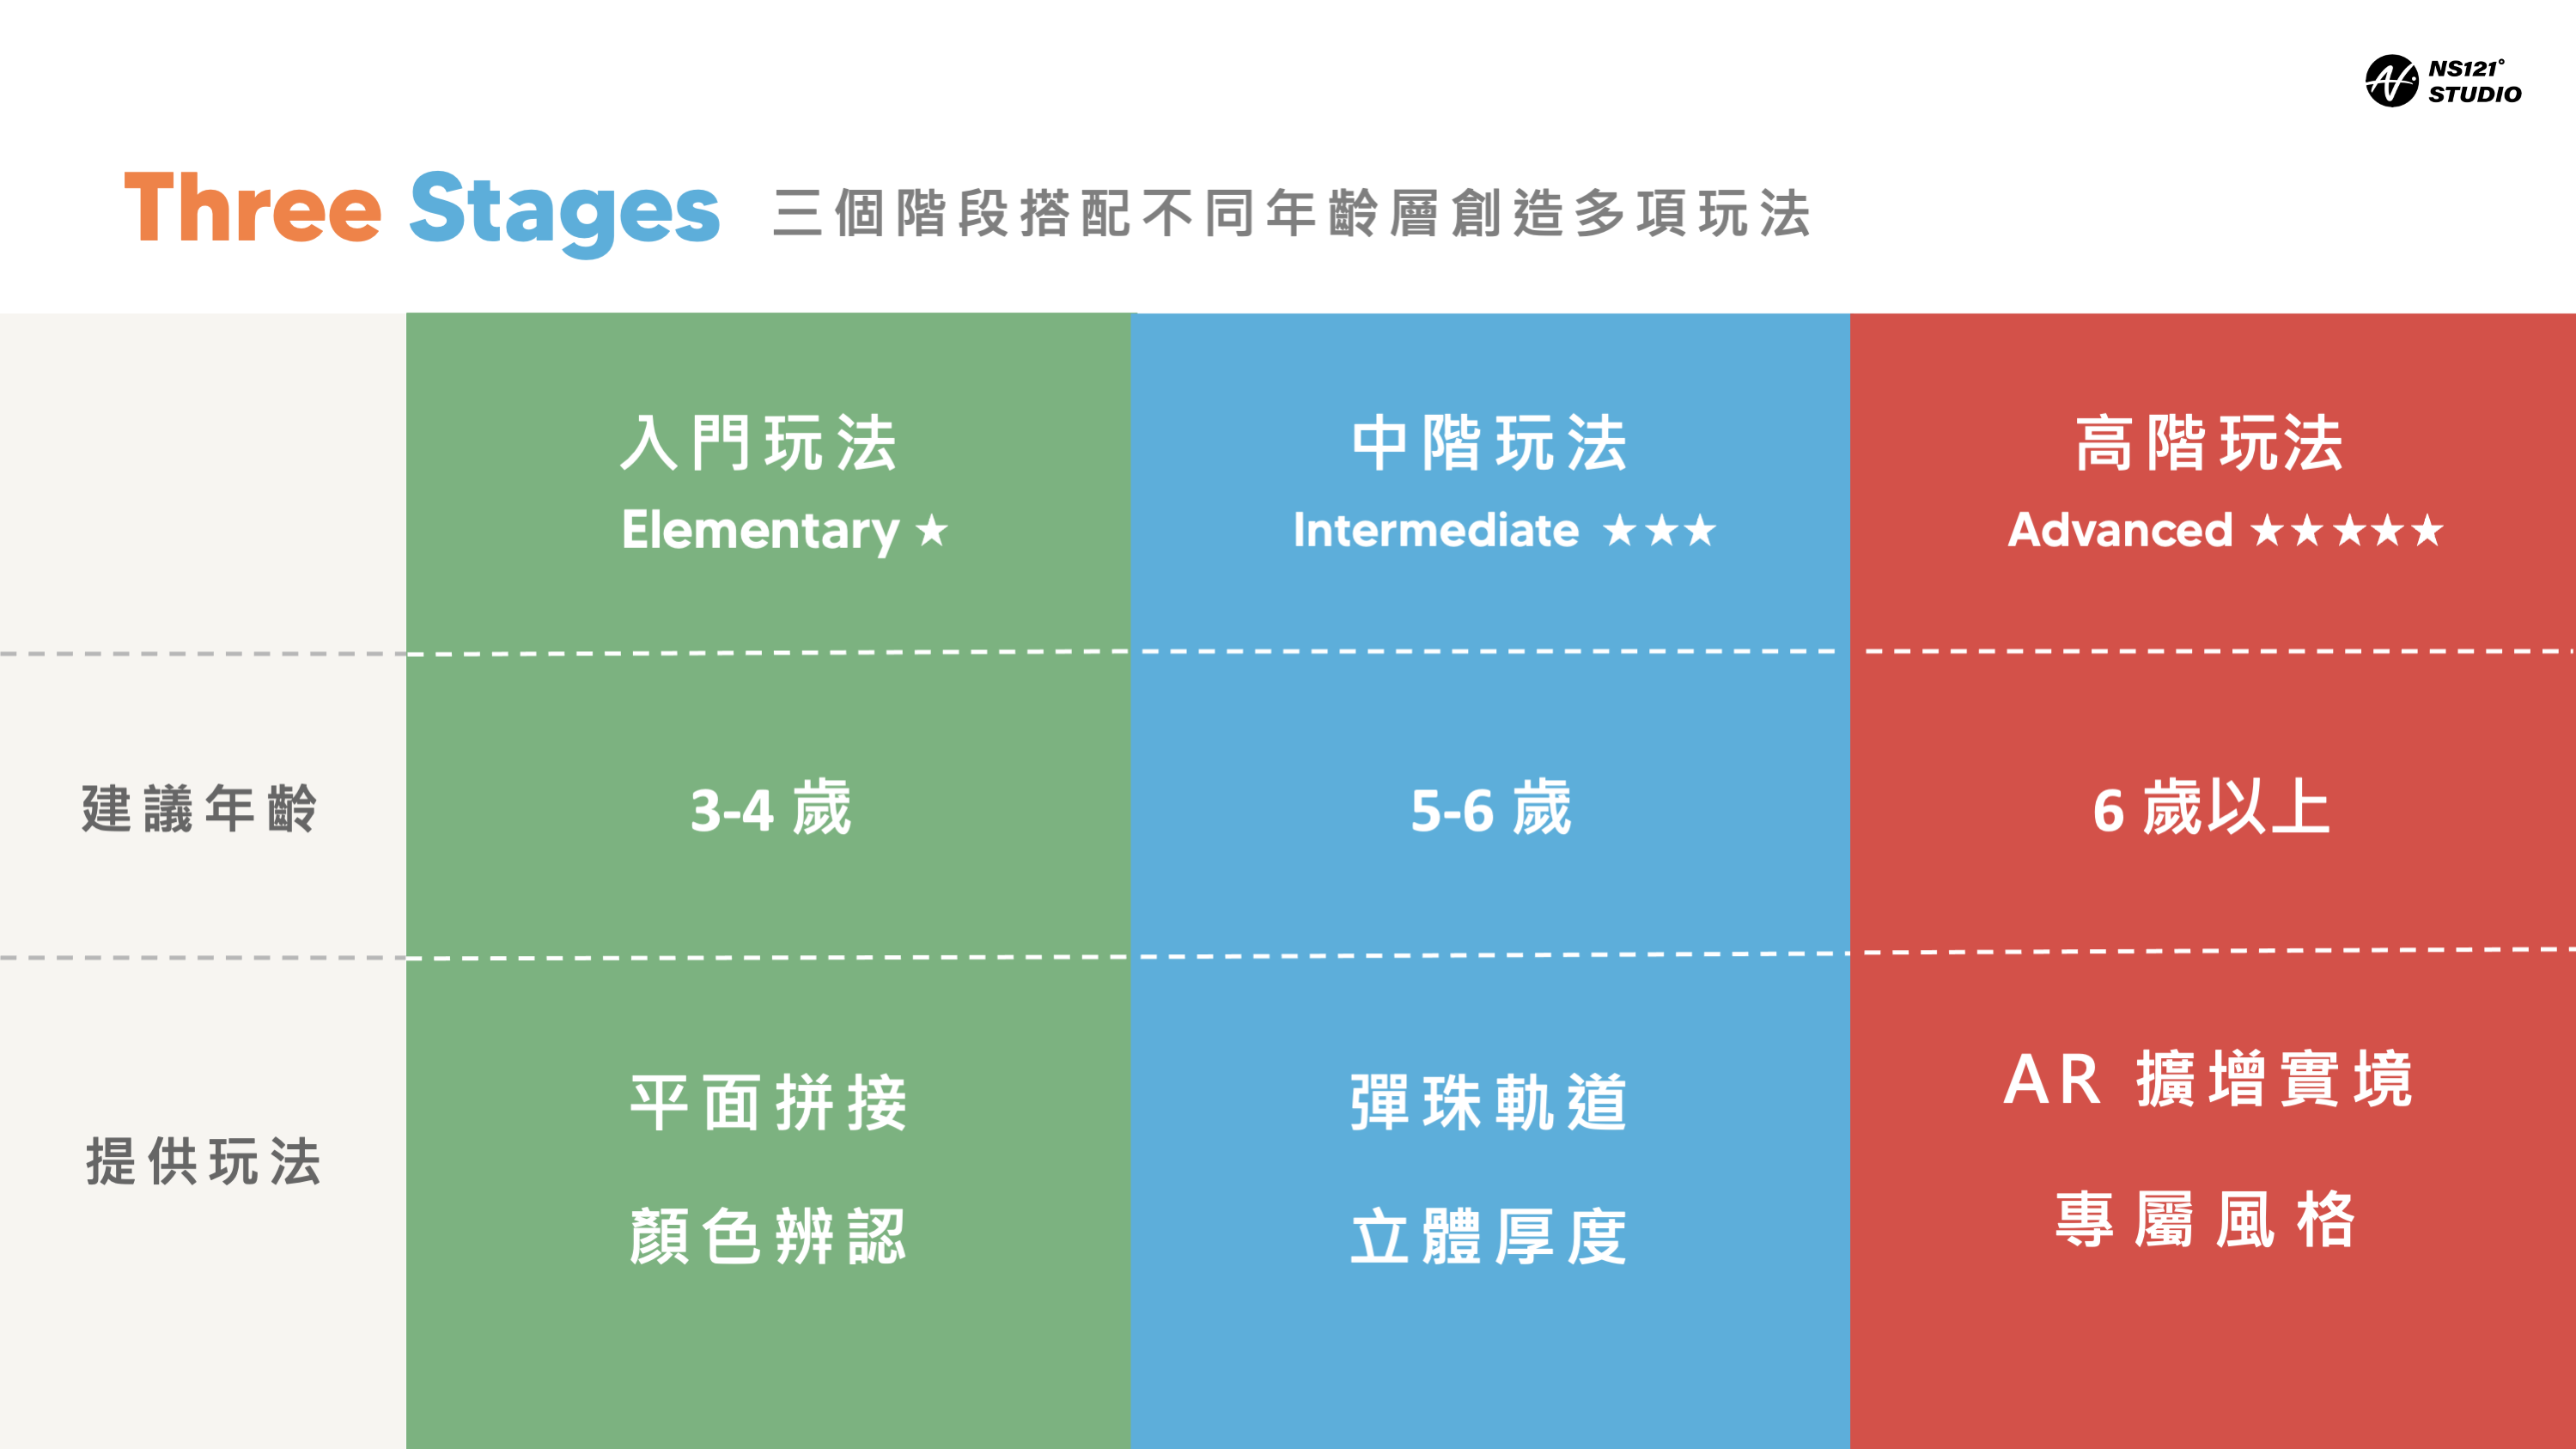 NS121°
STUDIO
Three Stages 三個階段搭配不同年齡層創造多項玩法
入門玩法
Elementary ★
中階玩法
Intermediate ★★★
高階玩法
Advanced ★★★★★
建議年齡
3-4 歲
5-6 歲
6 歲以上
提供玩法
平面拼接
顏色辨認
彈珠軌道
立體厚度
AR 擴增實境
專屬風格